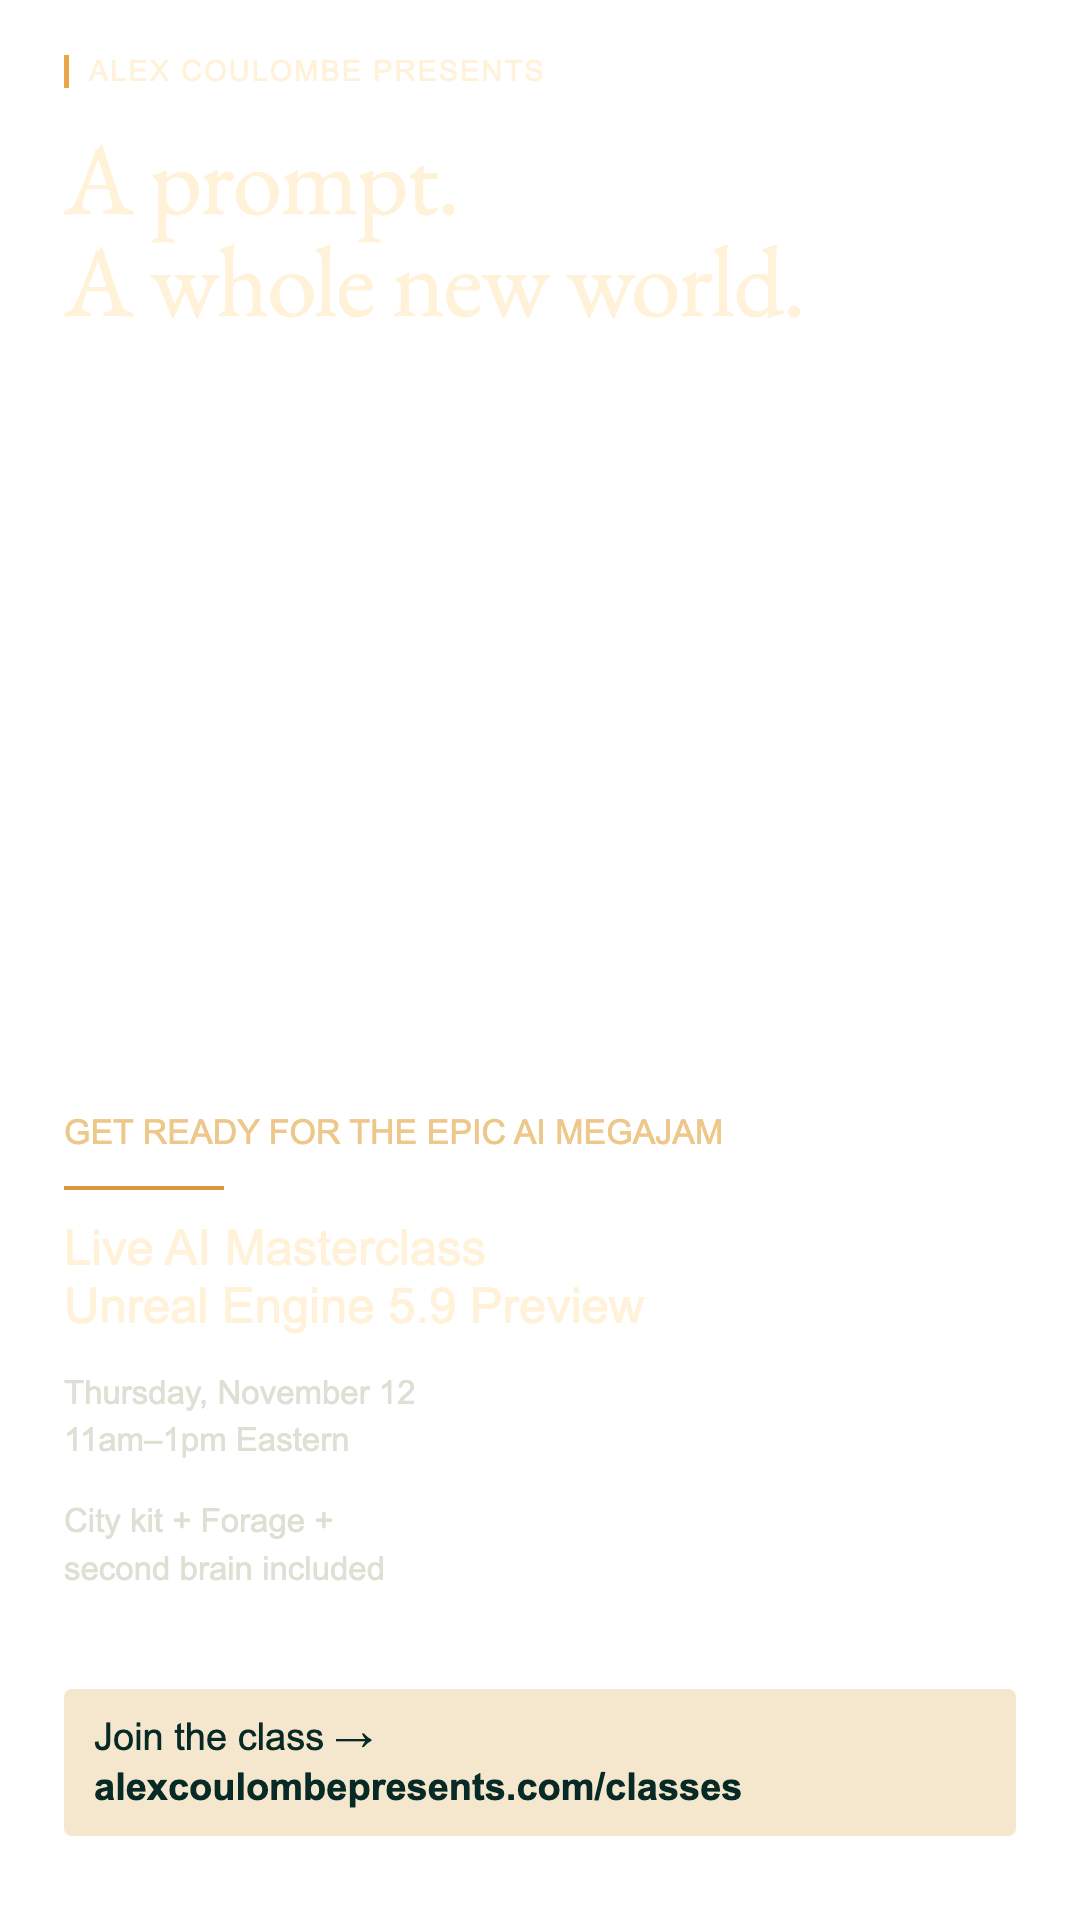 ALEX COULOMBE PRESENTS
A prompt.
A whole new world.
GET READY FOR THE EPIC AI MEGAJAM
Live AI Masterclass
Unreal Engine 5.9 Preview
Thursday, November 12
11am–1pm Eastern
City kit + Forage +
second brain included
Join the class →
alexcoulombepresents.com/classes